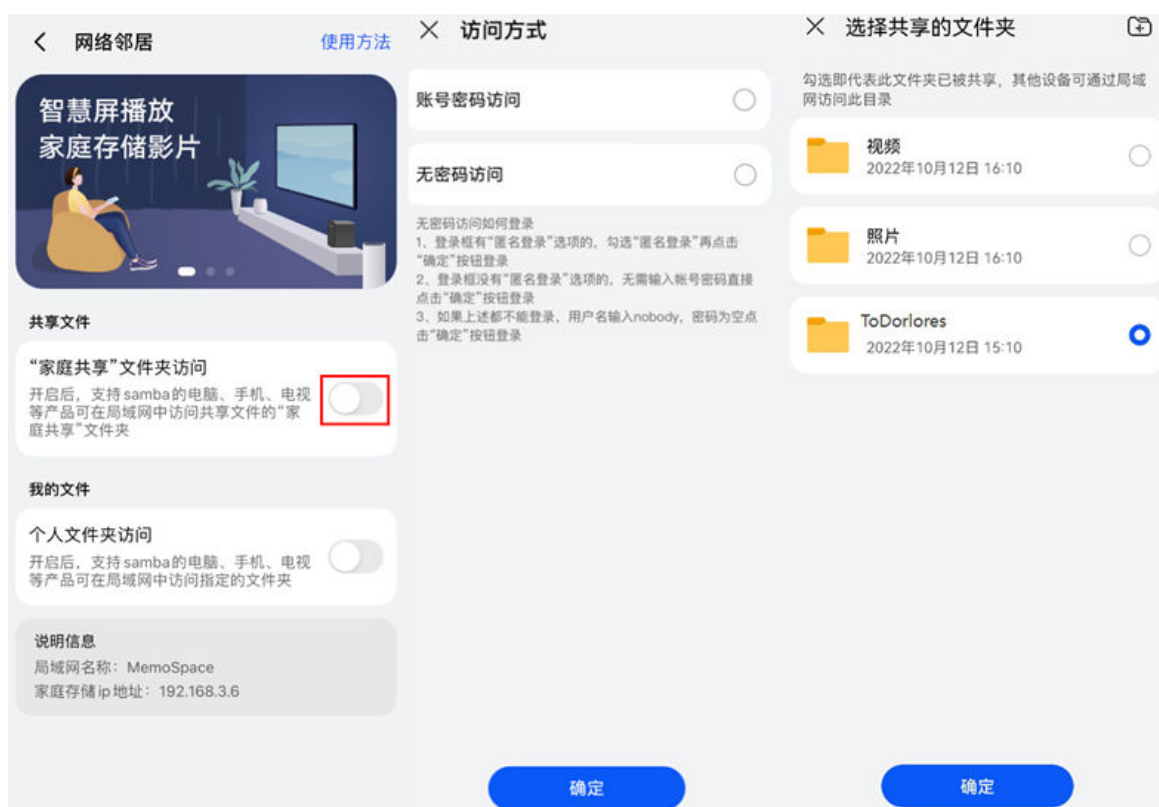 网络邻居
使用方法
智慧屏播放
家庭存储影片
共享文件
“家庭共享”文件夹访问
开启后，支持samba的电脑、手机、电视
等产品可在局域网中访问共享文件的“家
庭共享”文件夹
我的文件
个人文件夹访问
开启后，支持samba的电脑、手机、电视
等产品可在局域网中访问指定的文件夹
说明信息
局域网名称：MemoSpace
家庭存储ip地址：192.168.3.6
访问方式
账号密码访问
无密码访问
无密码访问如何登录
1、登录框有“匿名登录”选项的，勾选“匿名登录”再点击
“确定”按钮登录
2、登录框没有“匿名登录”选项的，无需输入帐号密码直接
点击“确定”按钮登录
3、如果上述都不能登录，用户名输入nobody，密码为空点
击“确定”按钮登录
确定
选择共享的文件夹
勾选即代表此文件夹已被共享，其他设备可通过局域
网访问此目录
视频
2022年10月12日 16:10
照片
2022年10月12日 16:10
ToDorlores
2022年10月12日 15:10
确定